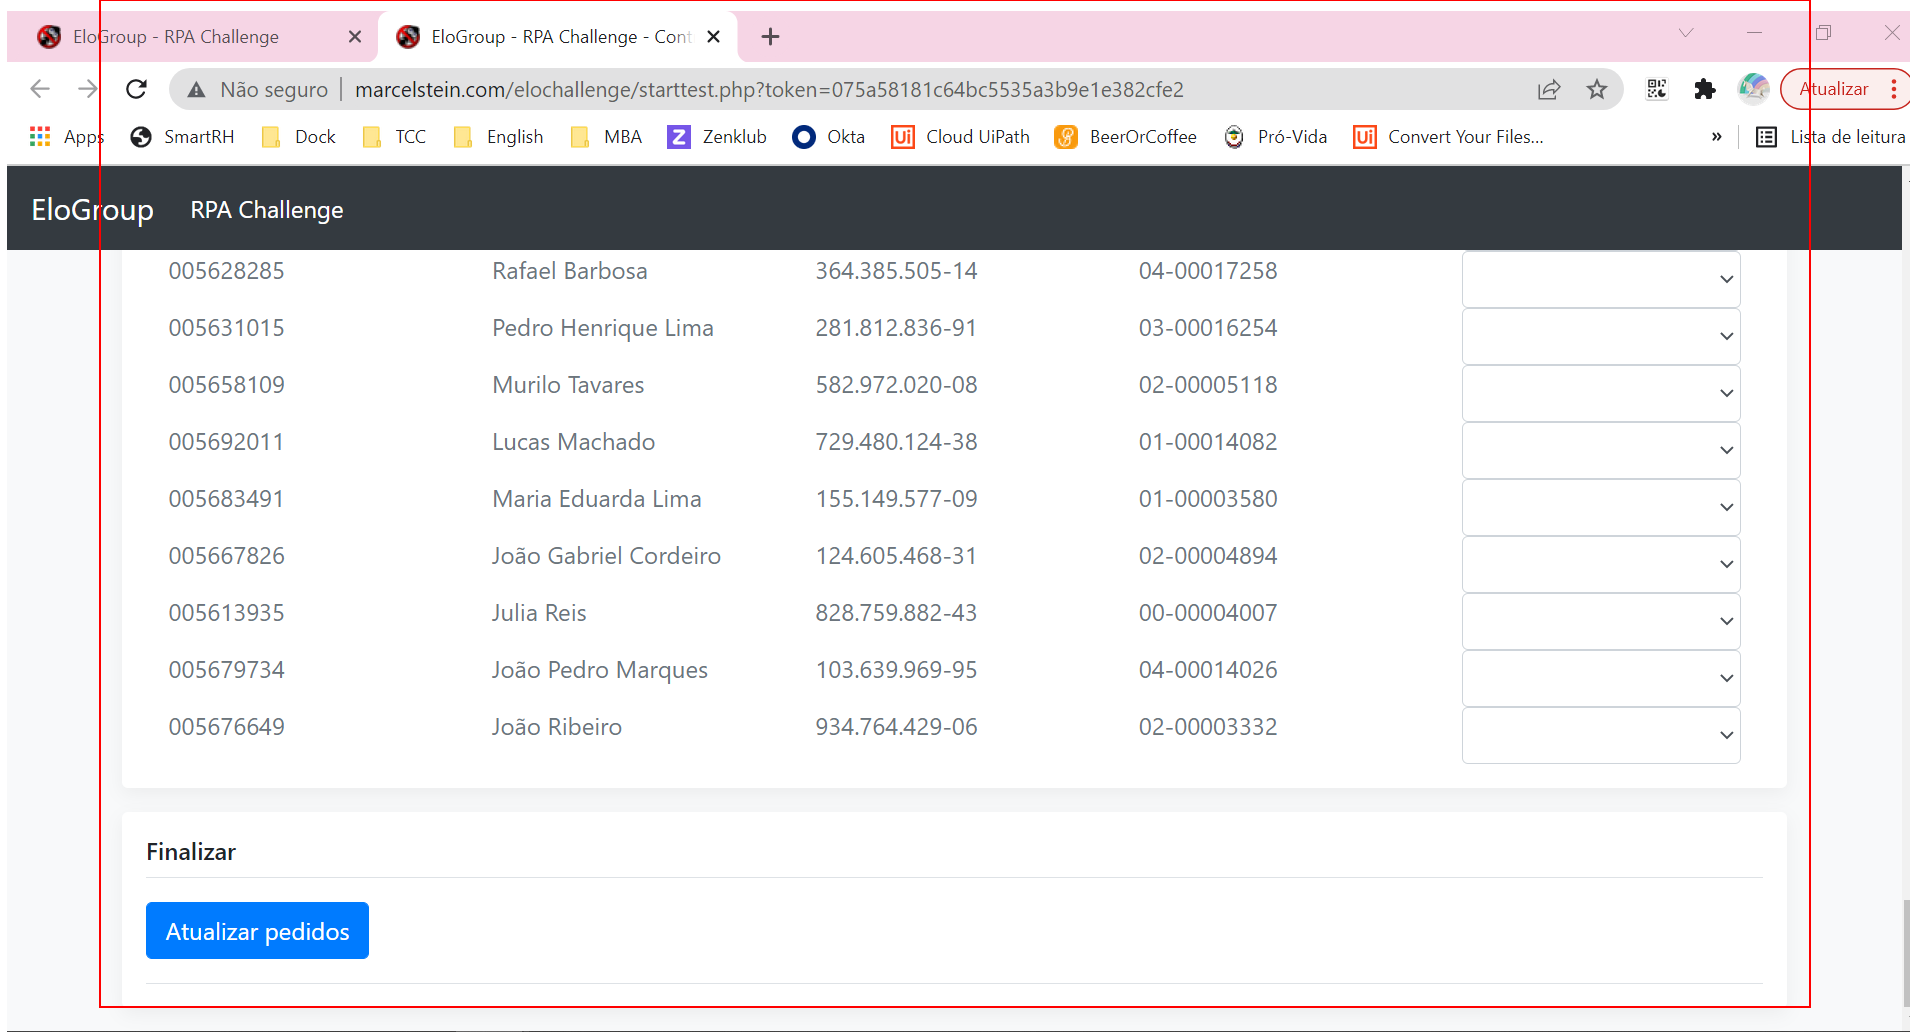 EloGroup - RPA Challenge
EloGroup - RPA Challenge - Cont
Não seguro marcelstein.com/elochallenge/starttest.php?token=075a58181c64bc5535a3b9e1e382cfe2 Atualizar
Apps SmartRH Dock TCC English MBA Z Zenklub Okta Ui Cloud UiPath BeerOrCoffee Pró-Vida Ui Convert Your Files... » Lista de leitura
EloGroup RPA Challenge
005628285 Rafael Barbosa 364.385.505-14 04-00017258
005631015 Pedro Henrique Lima 281.812.836-91 03-00016254
005658109 Murilo Tavares 582.972.020-08 02-00005118
005692011 Lucas Machado 729.480.124-38 01-00014082
005683491 Maria Eduarda Lima 155.149.577-09 01-00003580
005667826 João Gabriel Cordeiro 124.605.468-31 02-00004894
005613935 Julia Reis 828.759.882-43 00-00004007
005679734 João Pedro Marques 103.639.969-95 04-00014026
005676649 João Ribeiro 934.764.429-06 02-00003332
Finalizar
Atualizar pedidos